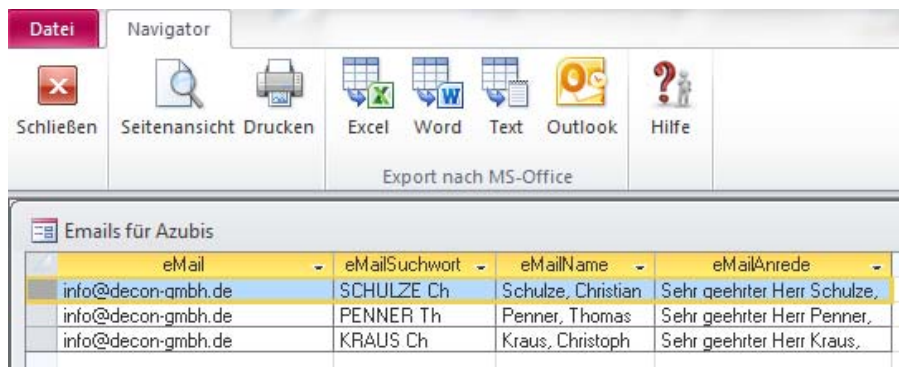 Datei Navigator
Schließen Seitenansicht Drucken Excel Word Text Outlook Hilfe
Export nach MS-Office
Emails für Azubis
eMail eMailSuchwort eMailName eMailAnrede
info@decon-gmbh.de SCHULZE Ch Schulze, Christian Sehr geehrter Herr Schulze,
info@decon-gmbh.de PENNER Th Penner, Thomas Sehr geehrter Herr Penner,
info@decon-gmbh.de KRAUS Ch Kraus, Christoph Sehr geehrter Herr Kraus,